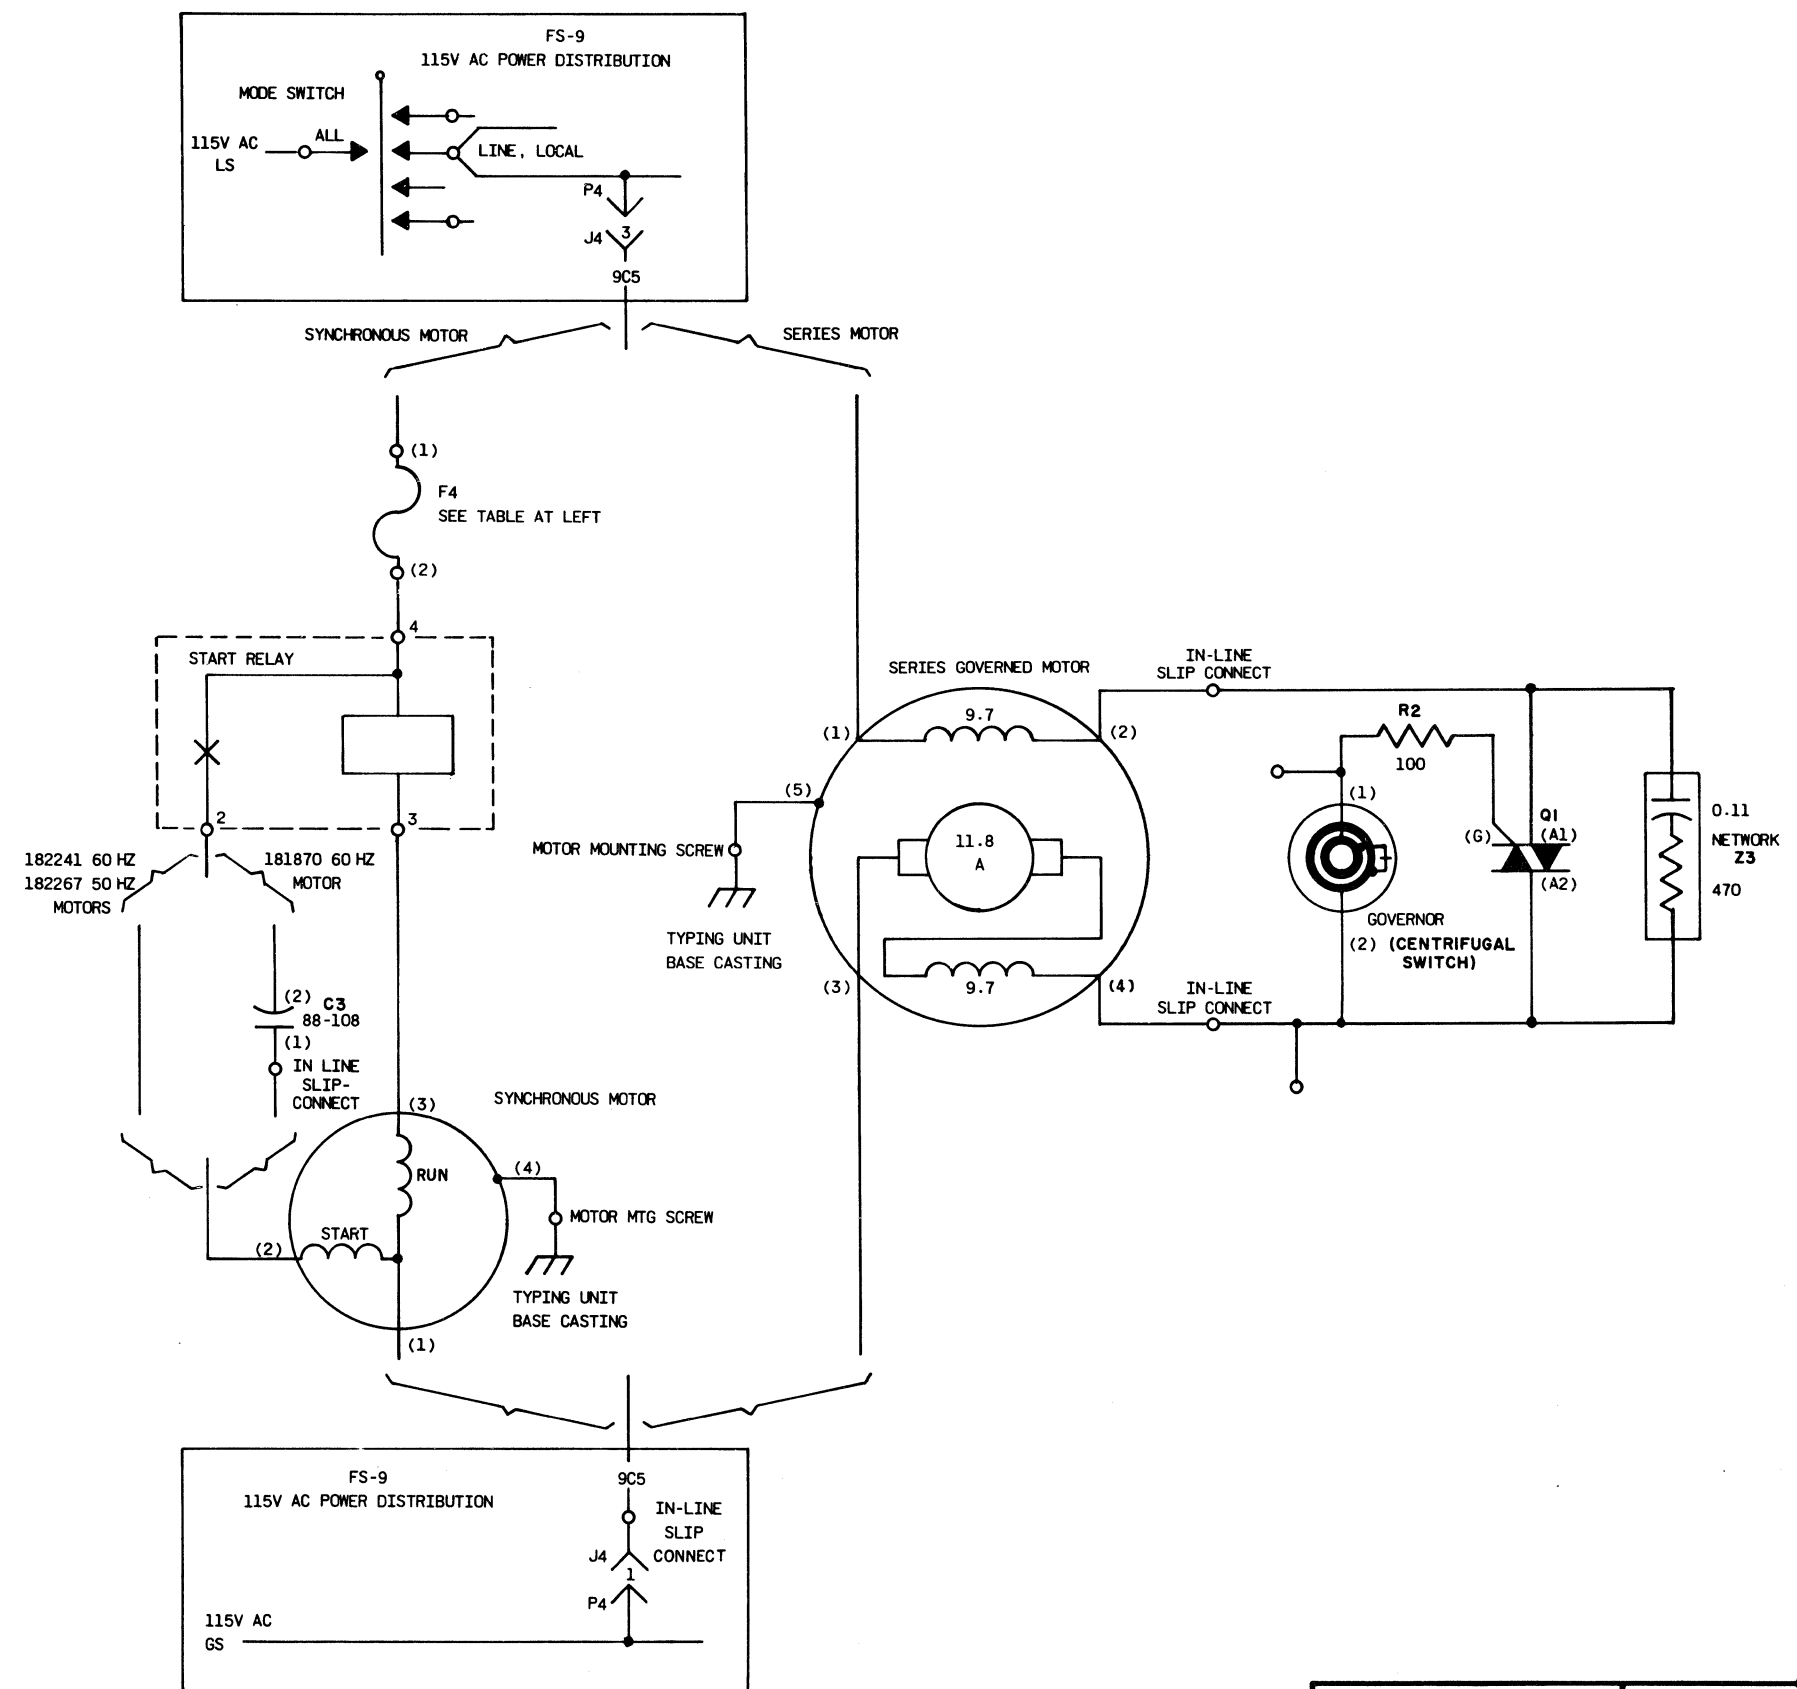 FS-9
115V AC POWER DISTRIBUTION
MODE SWITCH
115V AC
LS
ALL
LINE, LOCAL
P4
J4
3
9C5
SYNCHRONOUS MOTOR
SERIES MOTOR
(1)
F4
SEE TABLE AT LEFT
(2)
4
START RELAY
2
3
182241 60 HZ
182267 50 HZ
MOTORS
181870 60 HZ
MOTOR
(2)
C3
88-108
(1)
IN LINE
SLIP-
CONNECT
SYNCHRONOUS MOTOR
(3)
RUN
(4)
MOTOR MTG SCREW
START
(2)
TYPING UNIT
BASE CASTING
(1)
SERIES GOVERNED MOTOR
9.7
(1)
(2)
(5)
MOTOR MOUNTING SCREW
TYPING UNIT
BASE CASTING
11.8
A
9.7
(3)
(4)
IN-LINE
SLIP CONNECT
R2
100
(1)
GOVERNOR
(2) (CENTRIFUGAL
SWITCH)
Q1
(G)
(A1)
(A2)
0.11
NETWORK
Z3
470
IN-LINE
SLIP CONNECT
FS-9
115V AC POWER DISTRIBUTION
9C5
IN-LINE
SLIP
CONNECT
J4
1
P4
115V AC
GS